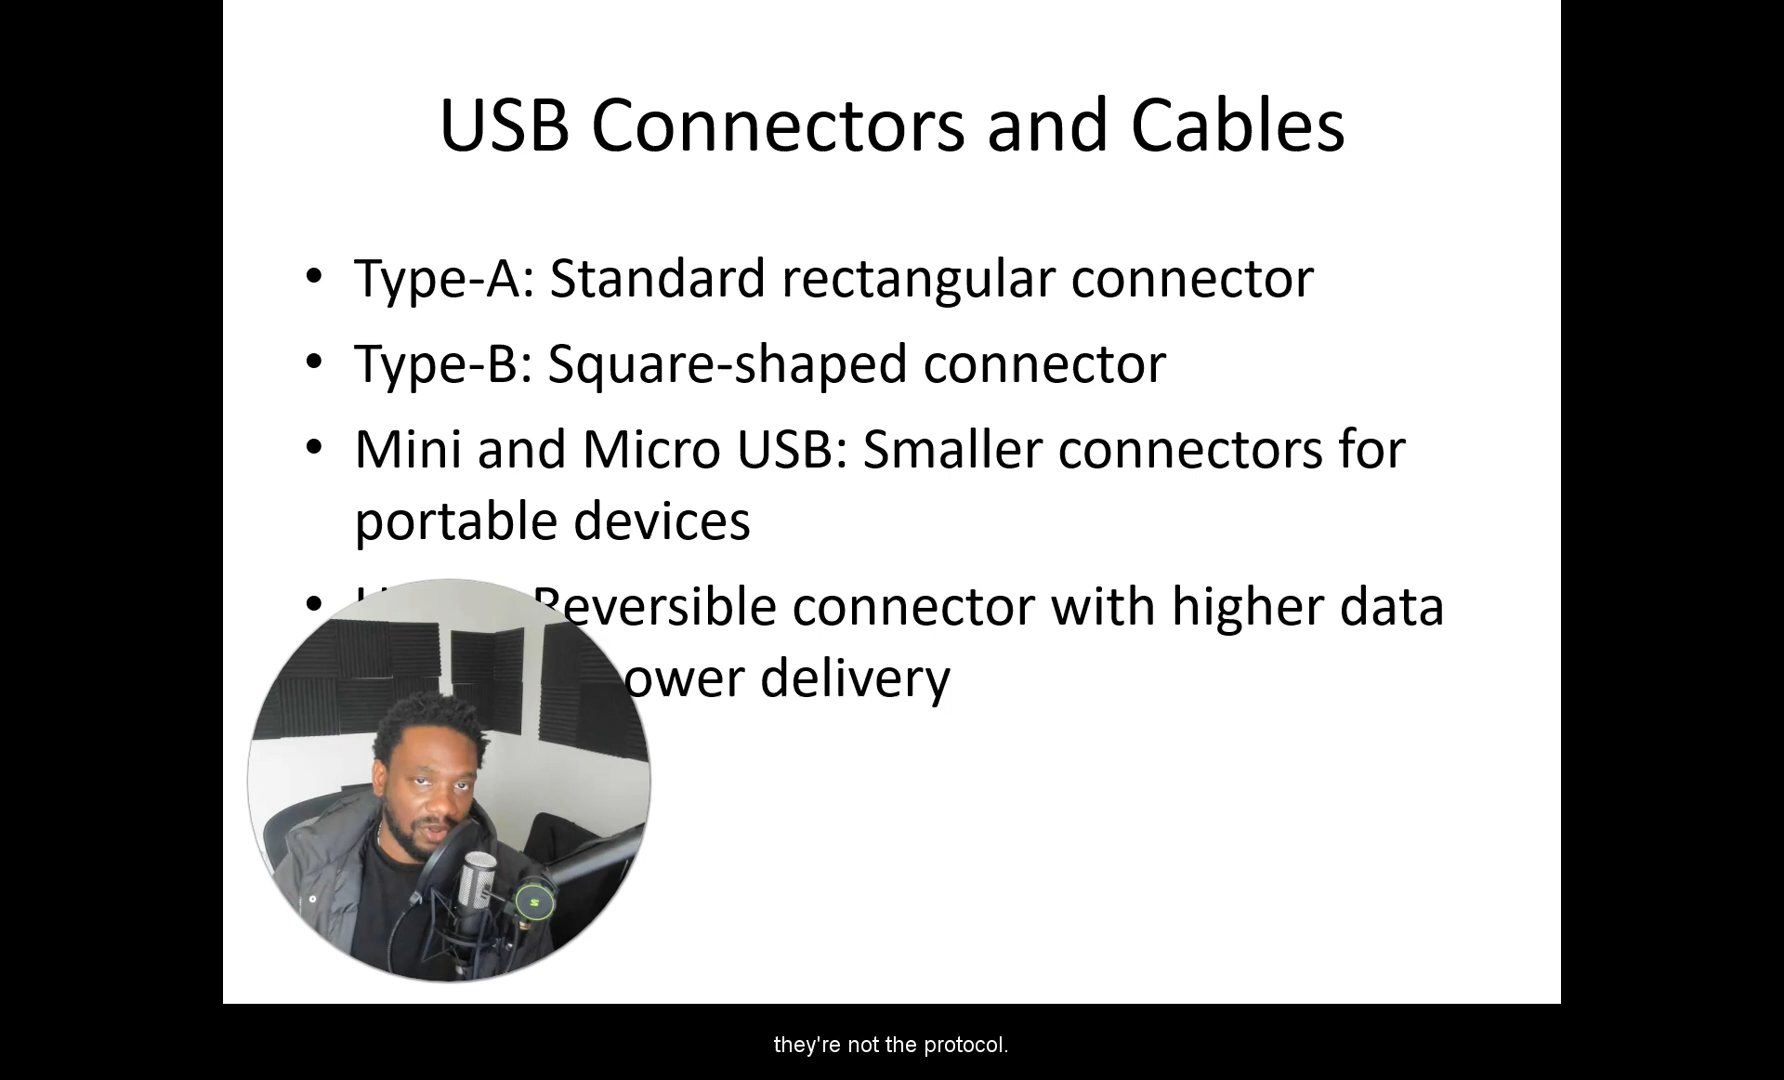 USB Connectors and Cables
• Type-A: Standard rectangular connector
• Type-B: Square-shaped connector
• Mini and Micro USB: Smaller connectors for
portable devices
• Reversible connector with higher data
ower delivery
they're not the protocol.